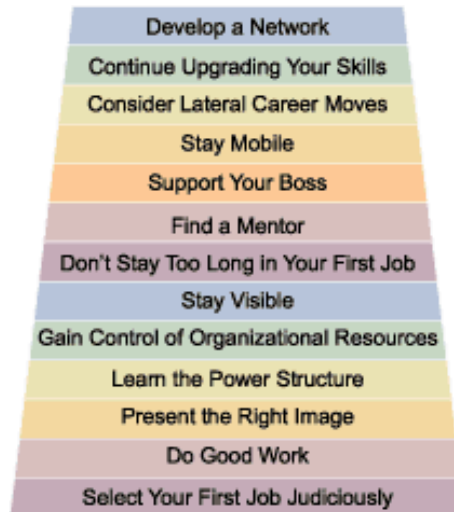 Develop a Network
Continue Upgrading Your Skills
Consider Lateral Career Moves
Stay Mobile
Support Your Boss
Find a Mentor
Don't Stay Too Long in Your First Job
Stay Visible
Gain Control of Organizational Resources
Learn the Power Structure
Present the Right Image
Do Good Work
Select Your First Job Judiciously